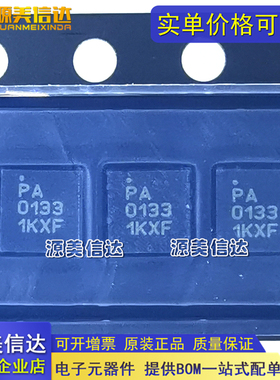 源美信达
YUANMEIXINDA
实单价格可
PA
0133
1KXF
PA
0133
1KXF
PA
0133
1KXF
源美信达
源美信达
美信达
企业店
可开增票 原装正品 质量保证
电子元器件 提供BOM一站式配单